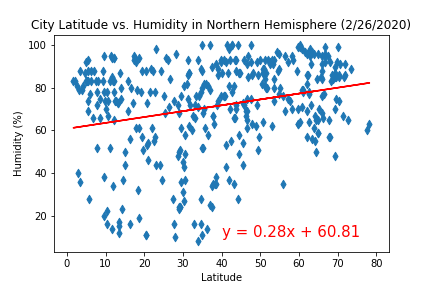 City Latitude vs. Humidity in Northern Hemisphere (2/26/2020)
100
80
60
40
20
Humidity (%)
y = 0.28x + 60.81
0 10 20 30 40 50 60 70 80
Latitude